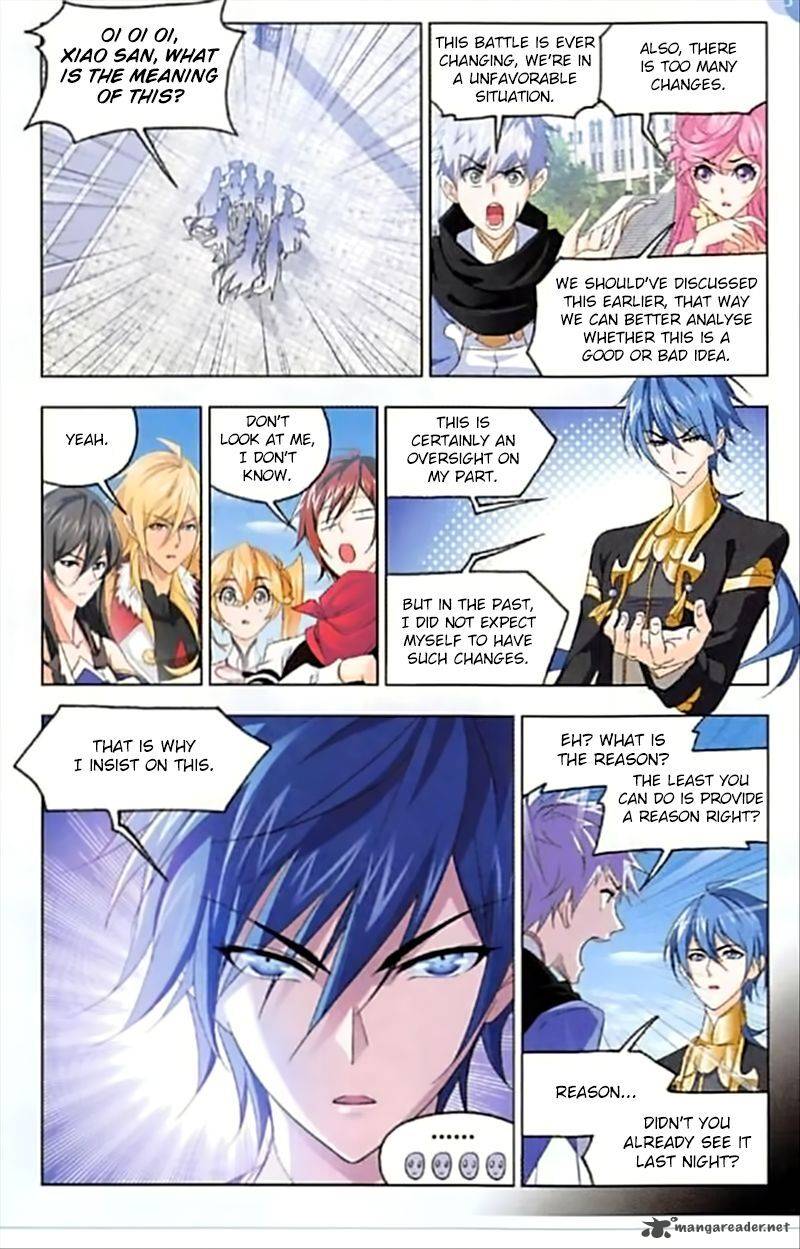 OI OI OI,
XIAO SAN, WHAT
IS THE MEANING
OF THIS?
THIS BATTLE IS EVER
CHANGING, WE'RE IN
A UNFAVORABLE
SITUATION.
ALSO, THERE
IS TOO MANY
CHANGES.
WE SHOULD'VE DISCUSSED
THIS EARLIER, THAT WAY
WE CAN BETTER ANALYSE
WHETHER THIS IS A
GOOD OR BAD IDEA.
YEAH.
DON'T
LOOK AT ME,
I DON'T
KNOW.
THIS IS
CERTAINLY AN
OVERSIGHT ON
MY PART.
BUT IN THE PAST,
I DID NOT EXPECT
MYSELF TO HAVE
SUCH CHANGES.
THAT IS WHY
I INSIST ON THIS.
......
EH? WHAT IS
THE REASON?
THE LEAST YOU
CAN DO IS PROVIDE
A REASON RIGHT?
REASON...
DIDN'T YOU
ALREADY SEE IT
LAST NIGHT?
mangareader.net